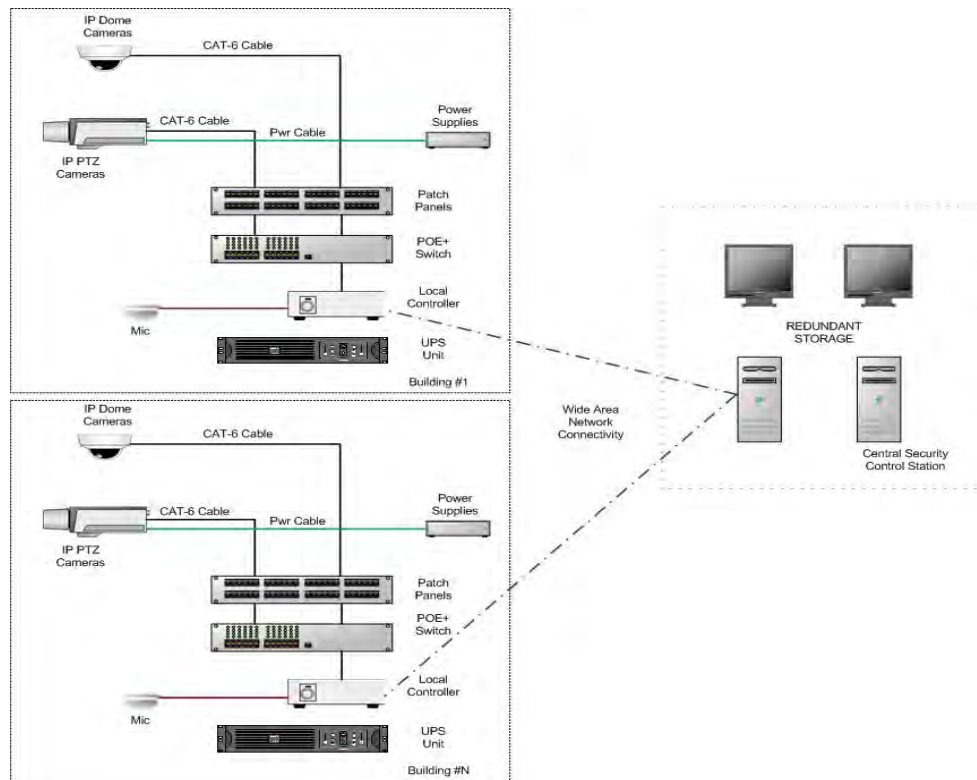 IP Dome
Cameras
CAT-6 Cable
CAT-6 Cable
Pwr Cable
Power
Supplies
IP PTZ
Cameras
Patch
Panels
POE+
Switch
Local
Controller
Mic
UPS
Unit
Building #1
IP Dome
Cameras
CAT-6 Cable
CAT-6 Cable
Pwr Cable
Power
Supplies
IP PTZ
Cameras
Patch
Panels
POE+
Switch
Local
Controller
Mic
UPS
Unit
Building #N
Wide Area
Network
Connectivity
REDUNDANT
STORAGE
Central Security
Control Station